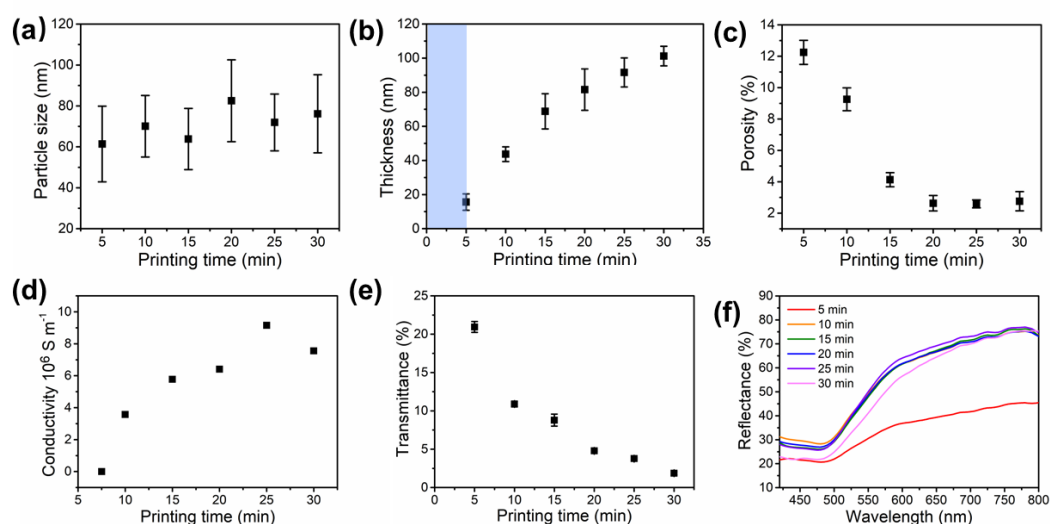 (a)
Particle size (nm)
120
100
80
60
40
20
5 10 15 20 25 30
Printing time (min)
(b)
Thickness (nm)
120
100
80
60
40
20
0
0 5 10 15 20 25 30 35
Printing time (min)
(c)
Porosity (%)
14
12
10
8
6
4
2
5 10 15 20 25 30
Printing time (min)
(d)
Conductivity 10⁶ S m⁻¹
10
8
6
4
2
0
10 15 20 25 30
Printing time (min)
(e)
Transmittance (%)
25
20
15
10
5
0
0 5 10 15 20 25 30
Printing time (min)
(f)
Reflectance (%)
90
80
70
60
50
40
30
20
10
5 min
10 min
15 min
20 min
25 min
30 min
450 500 550 600 650 700 750 800
Wavelength (nm)